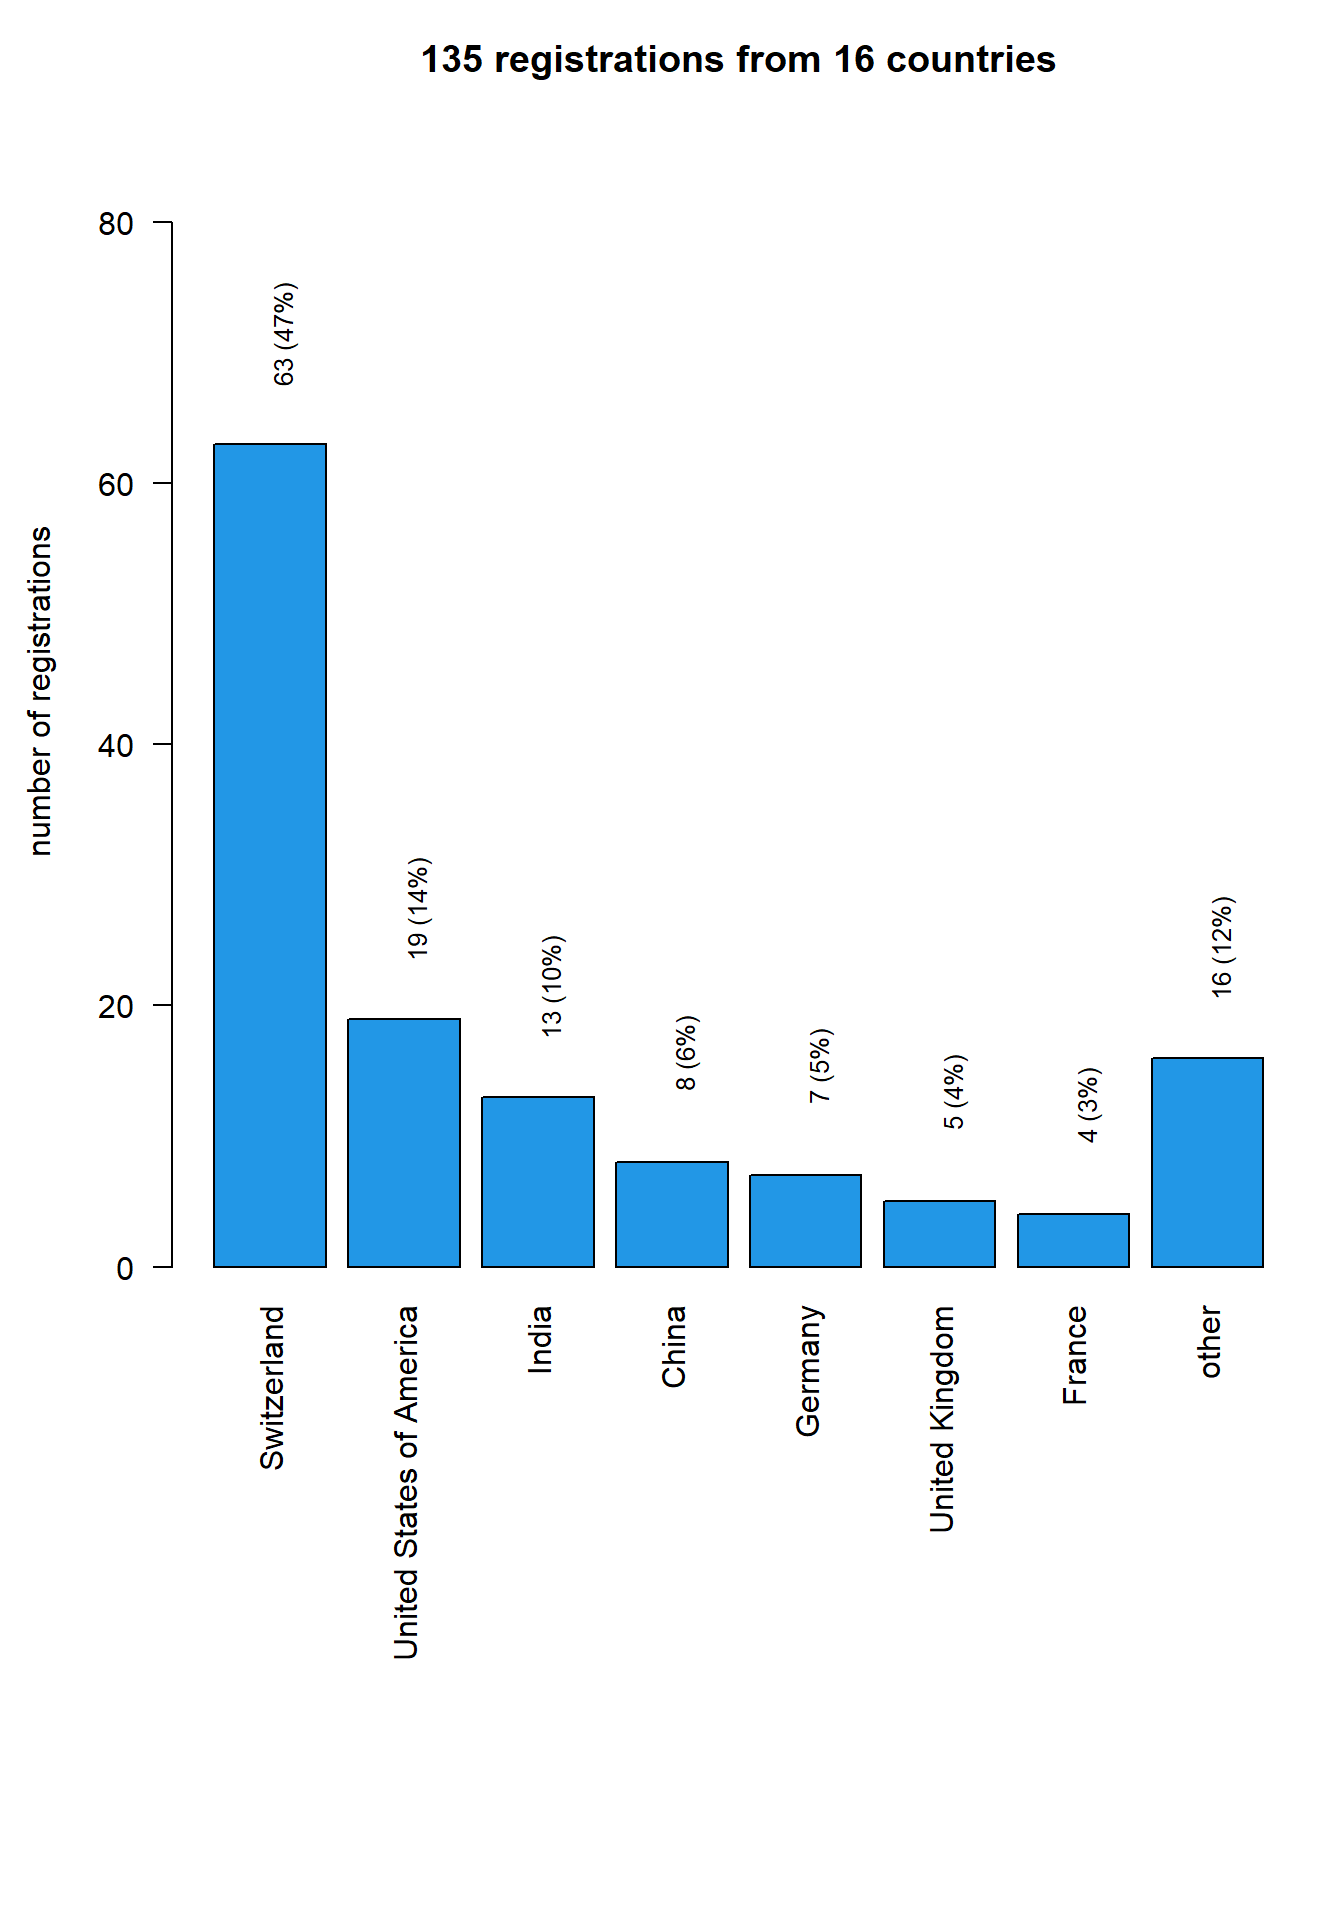 135 registrations from 16 countries
number of registrations
80
60
40
20
0
63 (47%)
19 (14%)
13 (10%)
8 (6%)
7 (5%)
5 (4%)
4 (3%)
16 (12%)
Switzerland
United States of America
India
China
Germany
United Kingdom
France
other